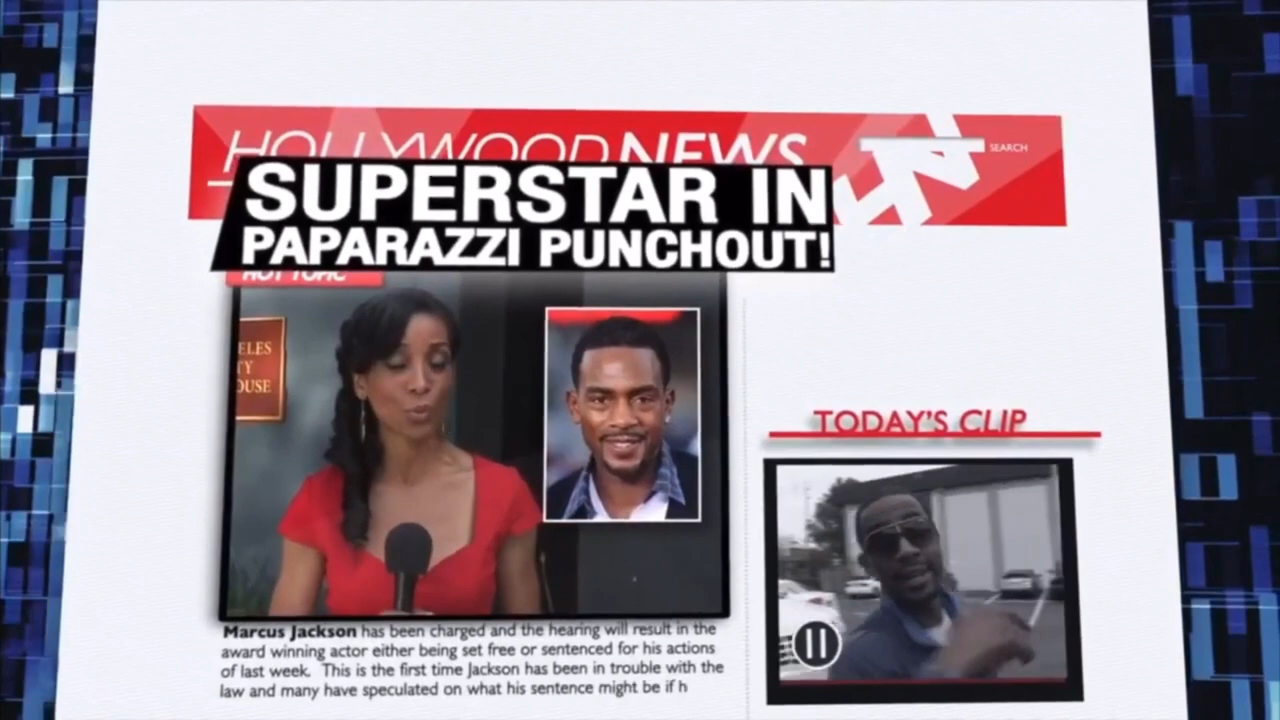 HOLLYWOOD NEWS
SEARCH
SUPERSTAR IN
PAPARAZZI PUNCHOUT!
HOT TOPIC
TODAY'S CLIP
Marcus Jackson has been charged and the hearing will result in the
award winning actor either being set free or sentenced for his actions
of last week. This is the first time Jackson has been in trouble with the
law and many have speculated on what his sentence might be if h
ELES
TY
OUSE